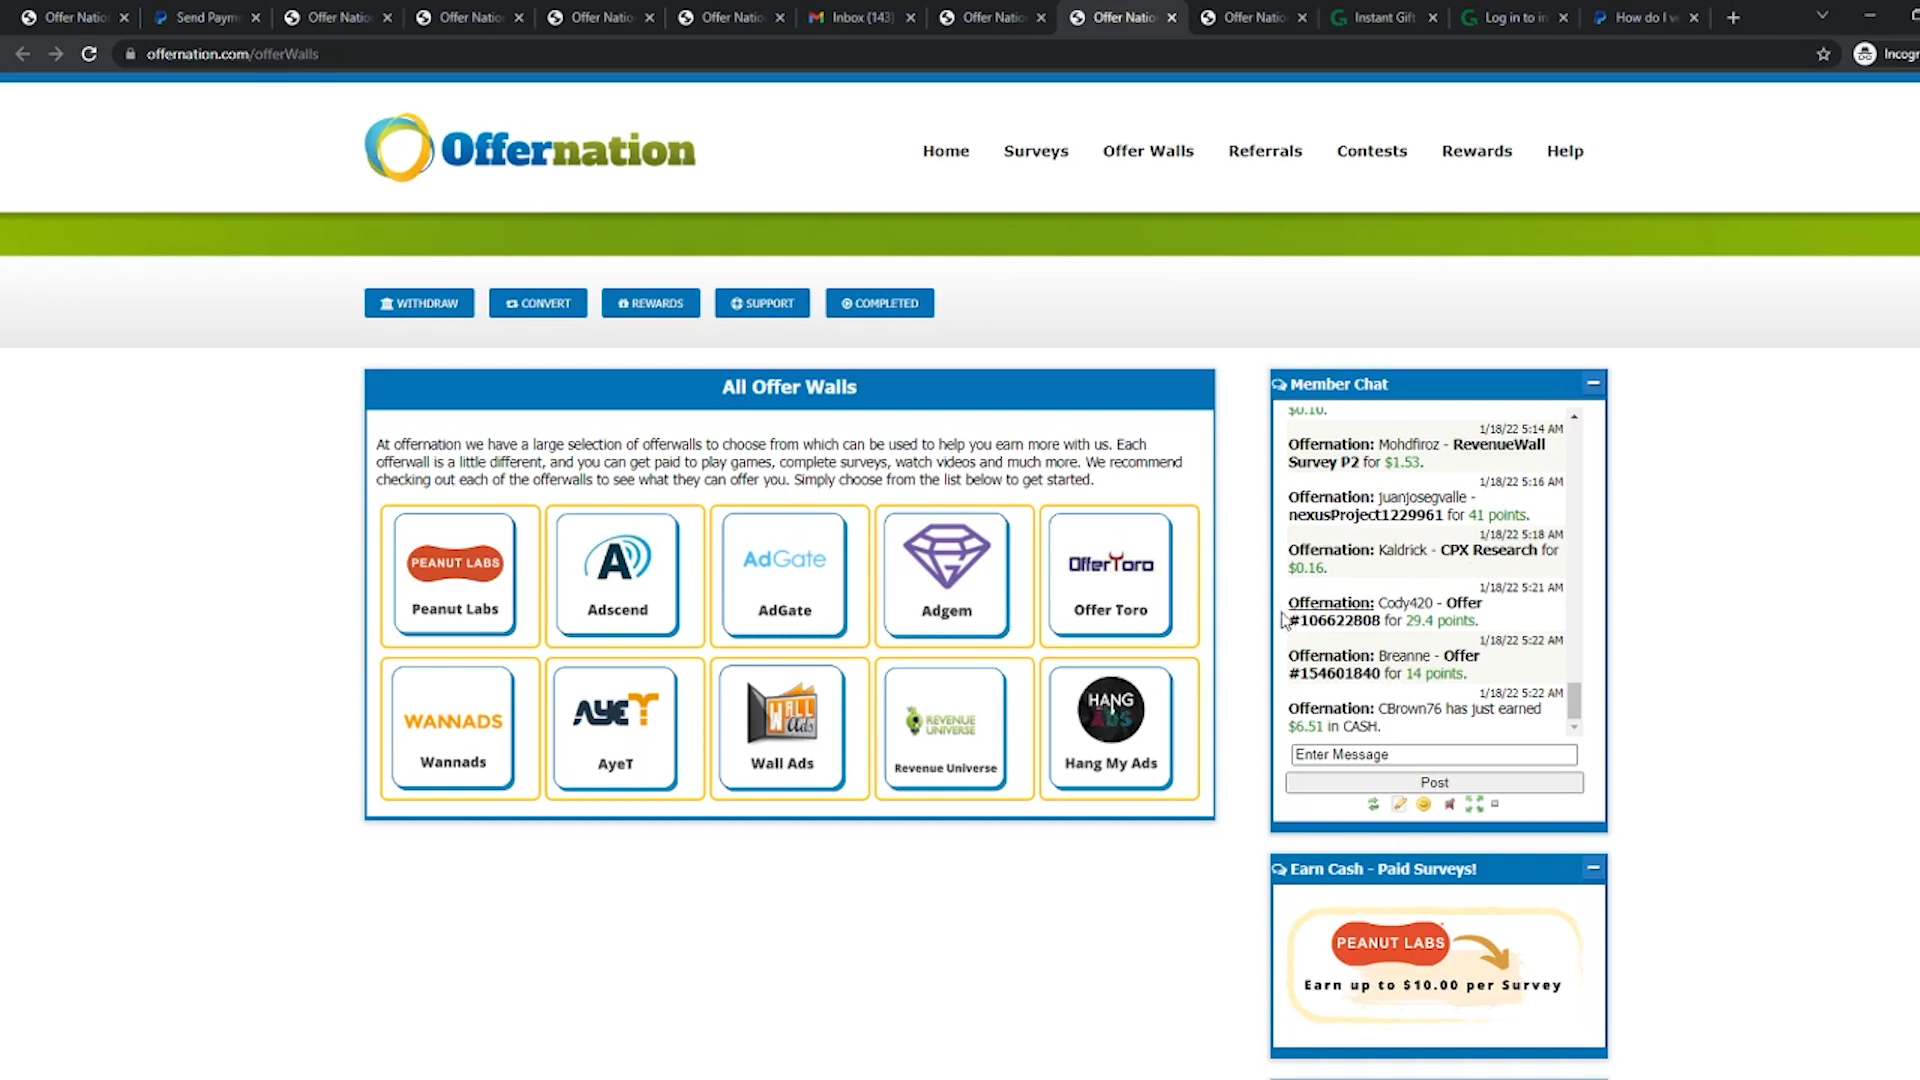 Offer Natio
Send Paym
Offer Natio
Offer Natio
Offer Natio
Offer Natio
Inbox (143)
Offer Natio
Offer Natio
Offer Natio
Instant Gift
Log in to in
How do I v
offernation.com/offerWalls
Incogn
Offernation
Home
Surveys
Offer Walls
Referrals
Contests
Rewards
Help
WITHDRAW
CONVERT
REWARDS
SUPPORT
COMPLETED
All Offer Walls
At offernation we have a large selection of offerwalls to choose from which can be used to help you earn more with us. Each
offerwall is a little different, and you can get paid to play games, complete surveys, watch videos and much more. We recommend
checking out each of the offerwalls to see what they can offer you. Simply choose from the list below to get started.
PEANUT LABS
Peanut Labs
A
Adscend
AdGate
AdGate
Adgem
OfferToro
Offer Toro
WANNADS
Wannads
AYET
AyeT
WALL Ads
Wall Ads
REVENUE
UNIVERSE
Revenue Universe
HANG
ADS
Hang My Ads
Member Chat
$0.10.
1/18/22 5:14 AM
Offernation: Mohdfiroz - RevenueWall
Survey P2 for $1.53.
1/18/22 5:16 AM
Offernation: juanjosegvalle -
nexusProject1229961 for 41 points.
1/18/22 5:18 AM
Offernation: Kaldrick - CPX Research for
$0.16.
1/18/22 5:21 AM
Offernation: Cody420 - Offer
#106622808 for 29.4 points.
1/18/22 5:22 AM
Offernation: Breanne - Offer
#154601840 for 14 points.
1/18/22 5:22 AM
Offernation: CBrown76 has just earned
$6.51 in CASH.
Enter Message
Post
Earn Cash - Paid Surveys!
PEANUT LABS
Earn up to $10.00 per Survey